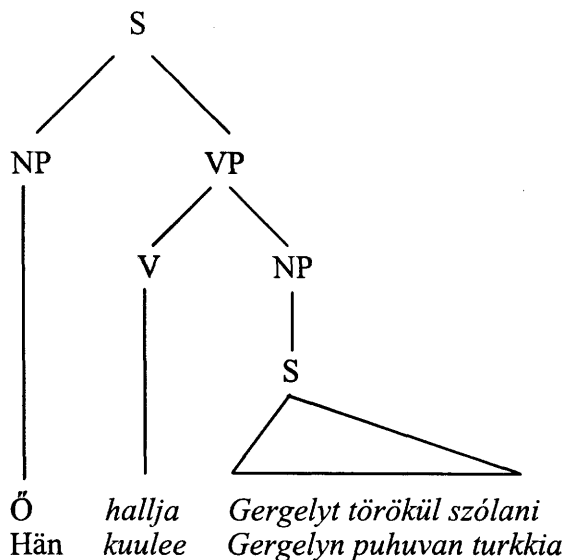 S
NP VP
V NP
S
Ő hallja Gergelyt törökül szólani
Hän kuulee Gergelyn puhuvan turkkia